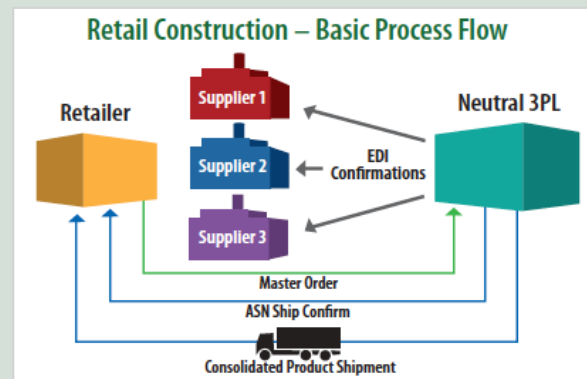 Retail Construction – Basic Process Flow
Retailer
Supplier 1
Supplier 2
Supplier 3
Neutral 3PL
EDI
Confirmations
Master Order
ASN Ship Confirm
Consolidated Product Shipment